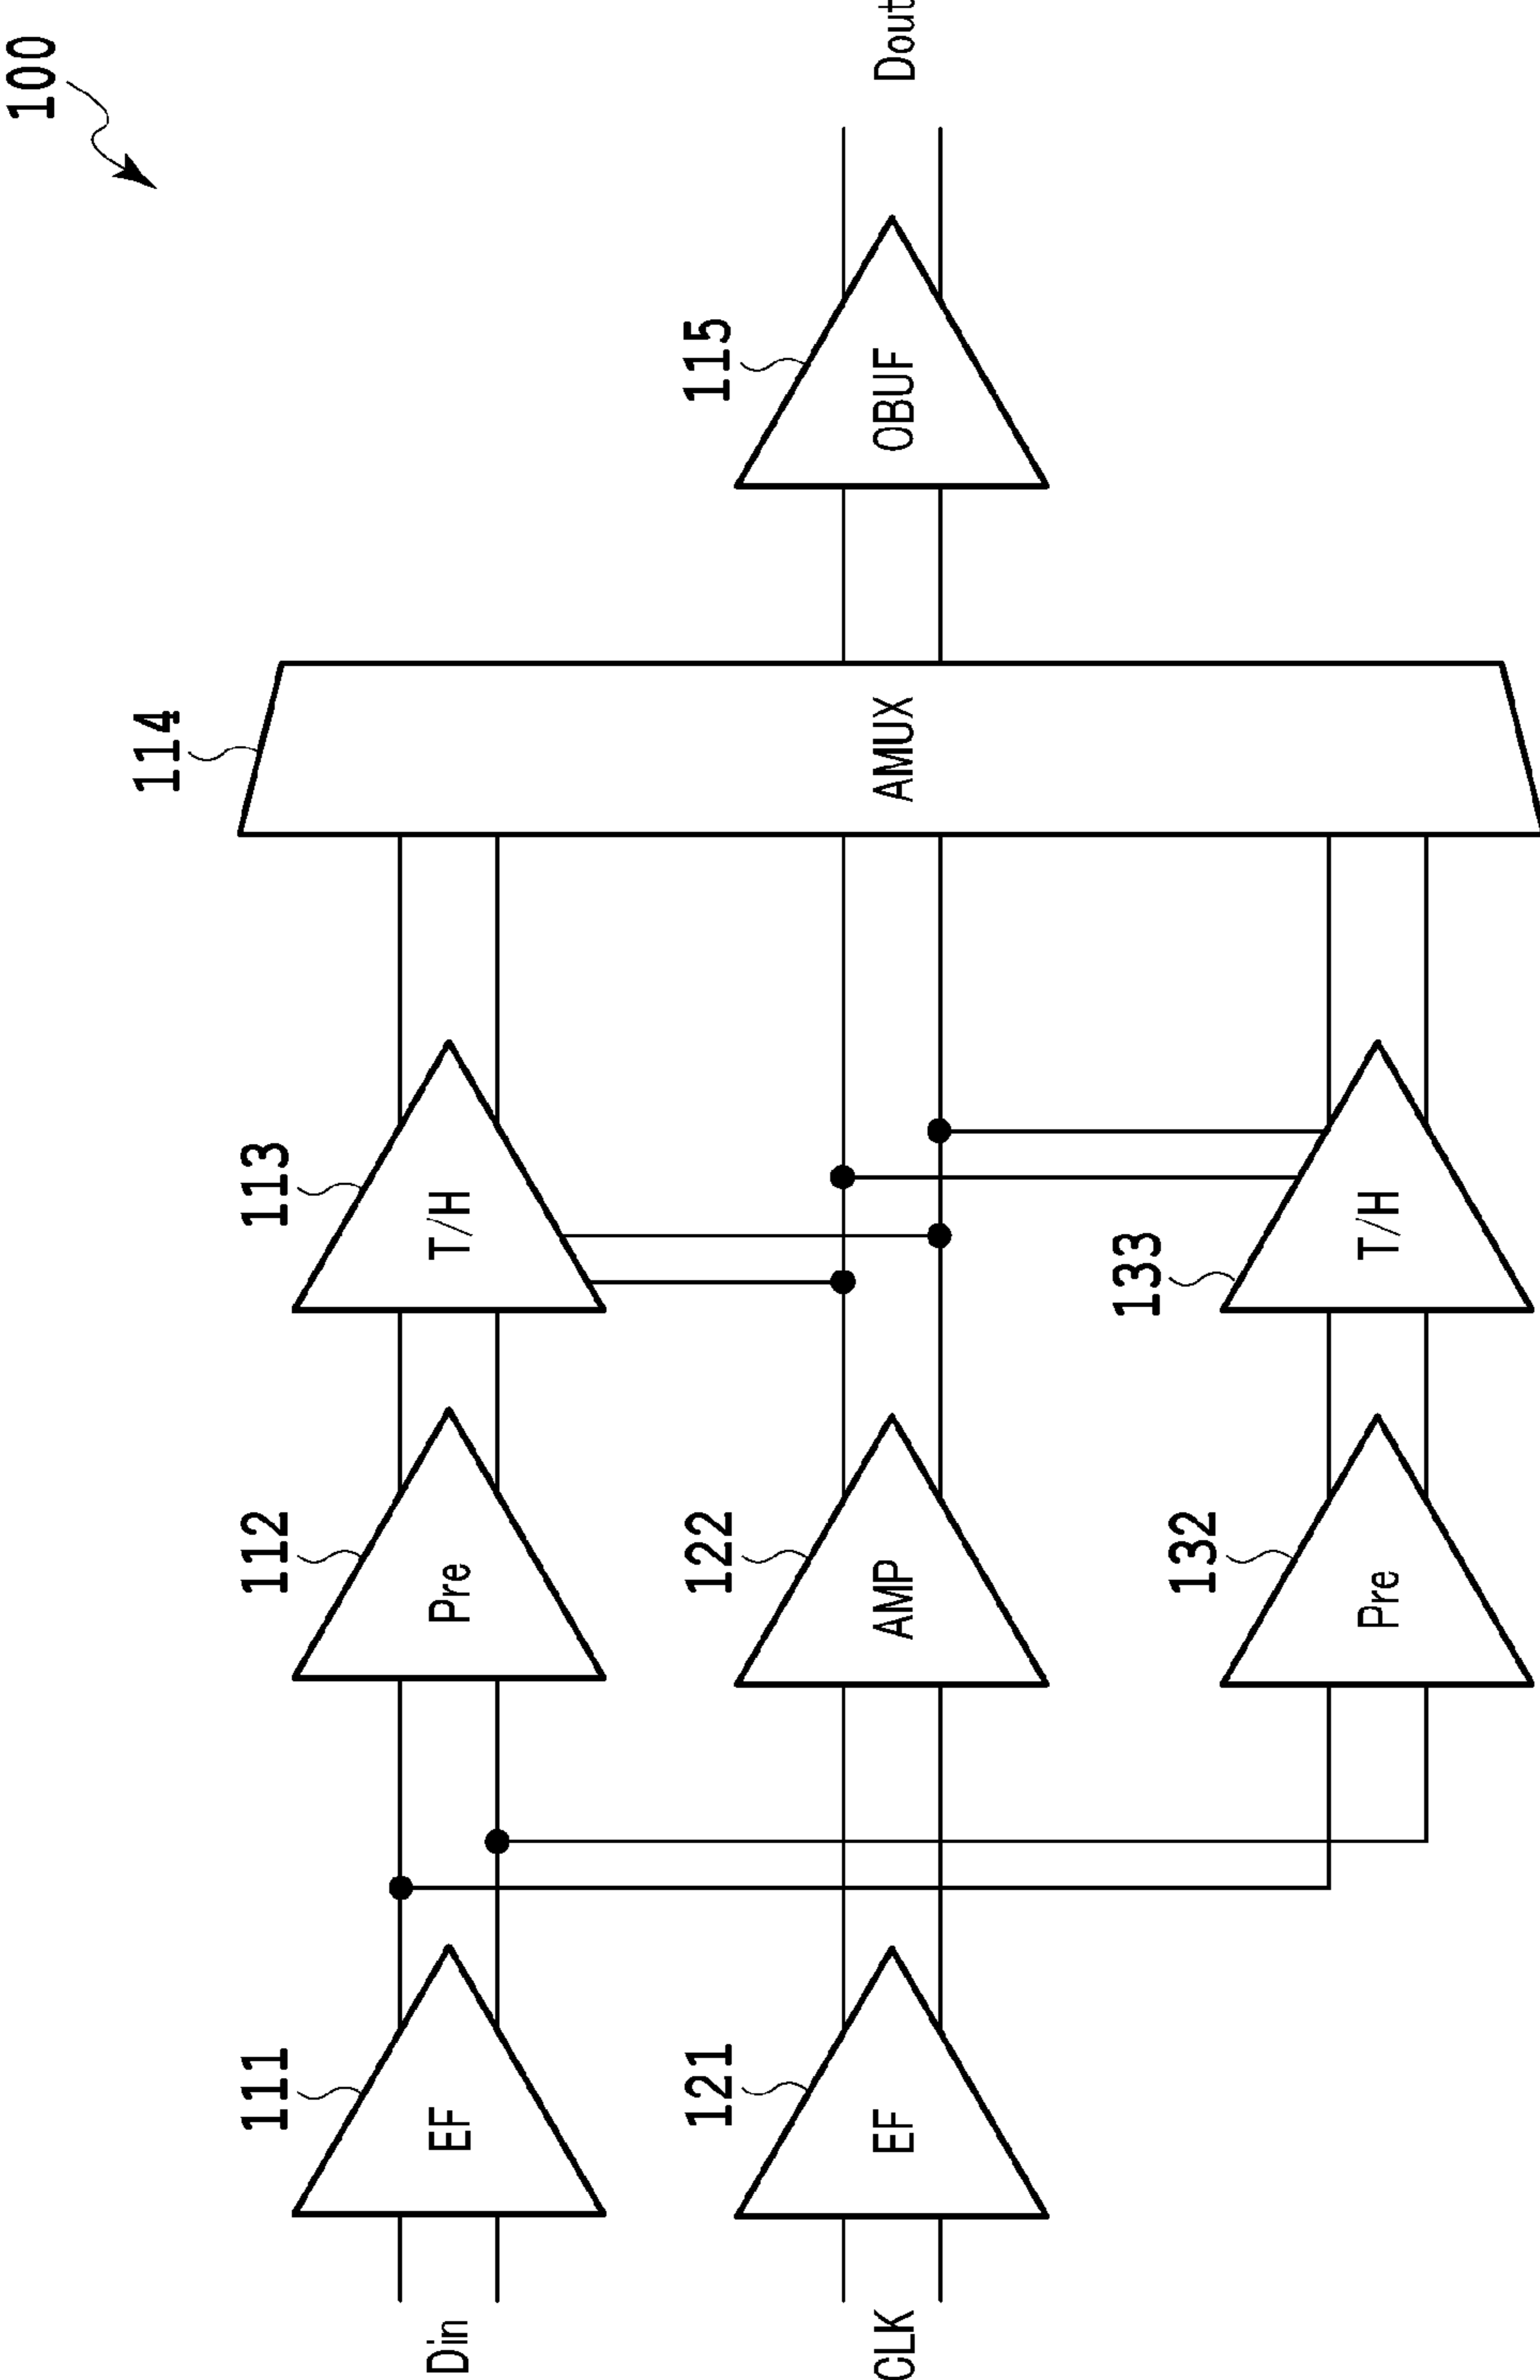 100
Din
111
EF
112
Pre
113
T/H
114
AMUX
115
OBUF
Dout
CLK
121
EF
122
AMP
132
Pre
133
T/H